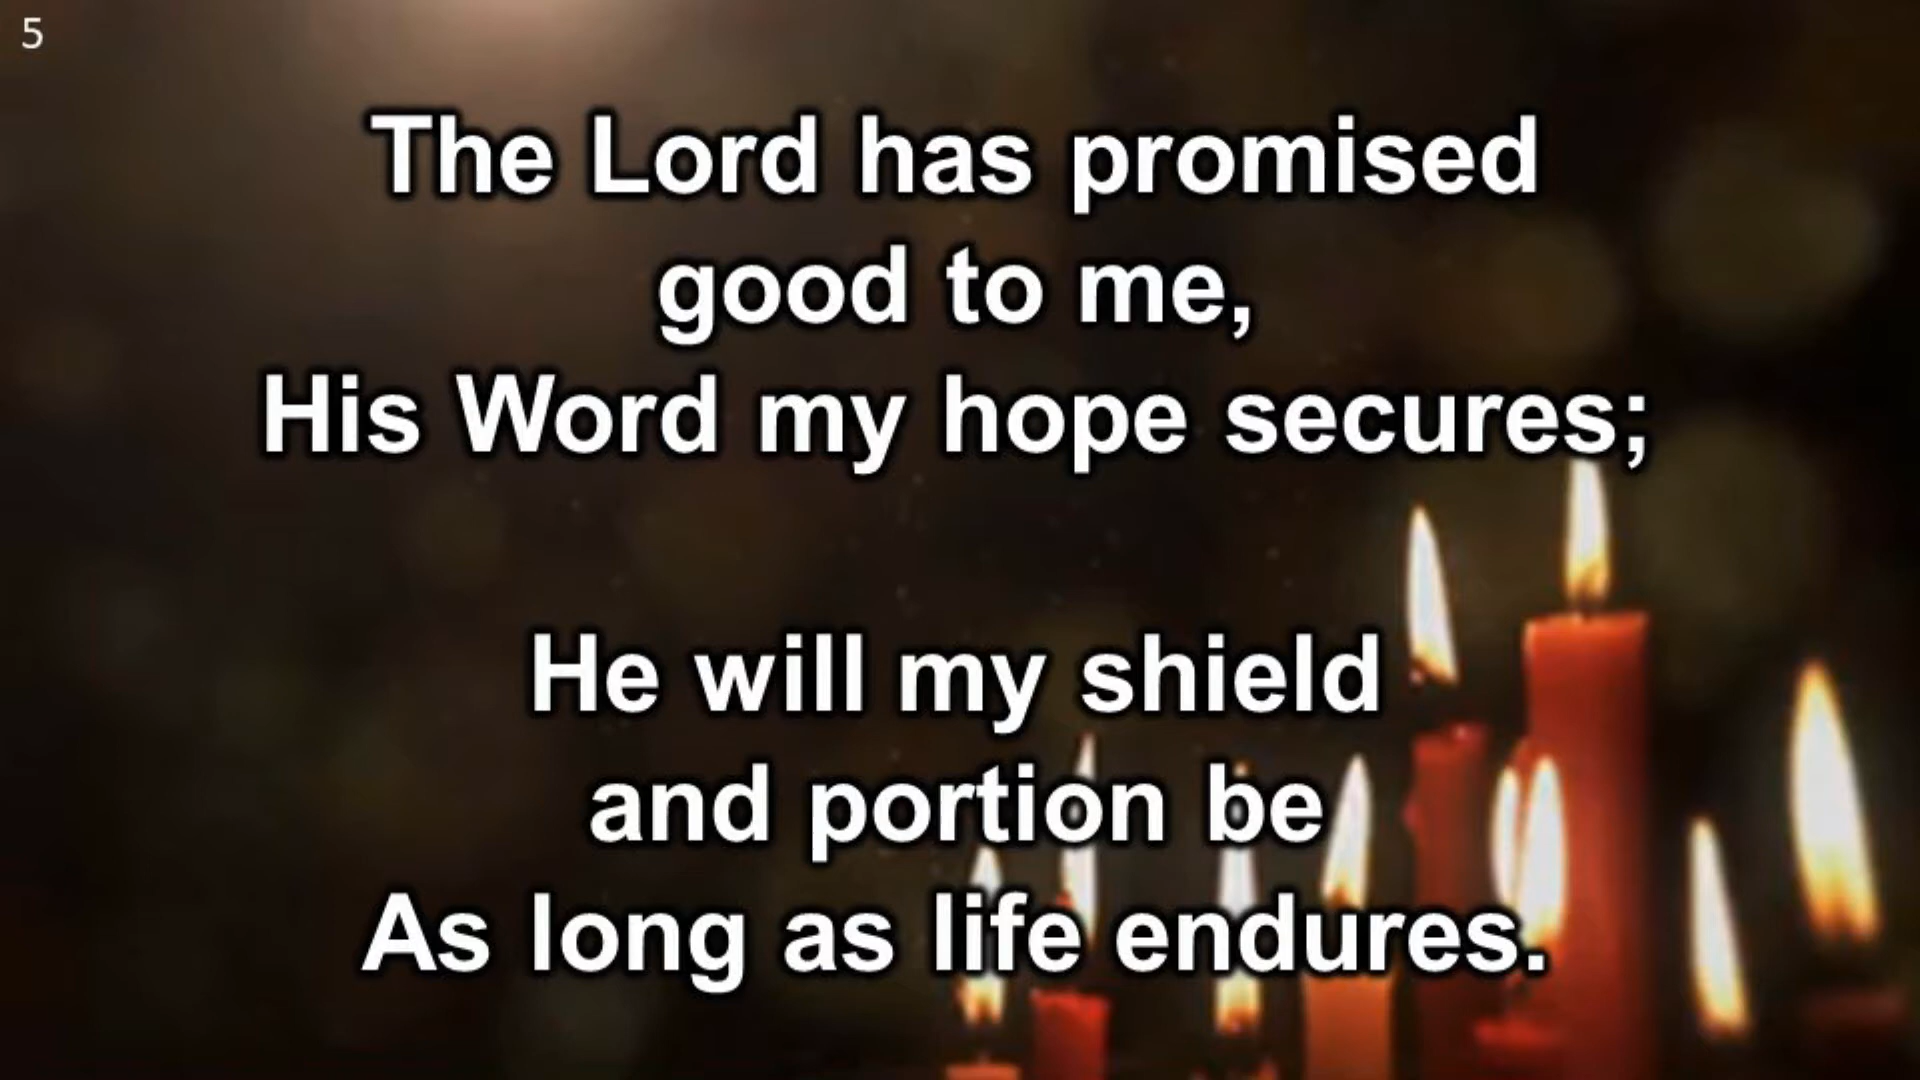 5
The Lord has promised
good to me,
His Word my hope secures;
He will my shield
and portion be
As long as life endures.